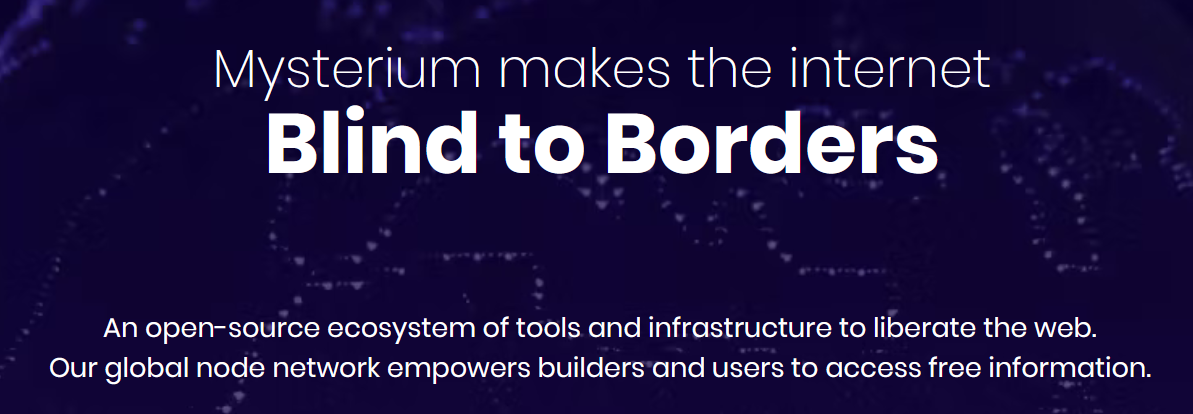 Mysterium makes the internet
Blind to Borders
An open-source ecosystem of tools and infrastructure to liberate the web.
Our global node network empowers builders and users to access free information.